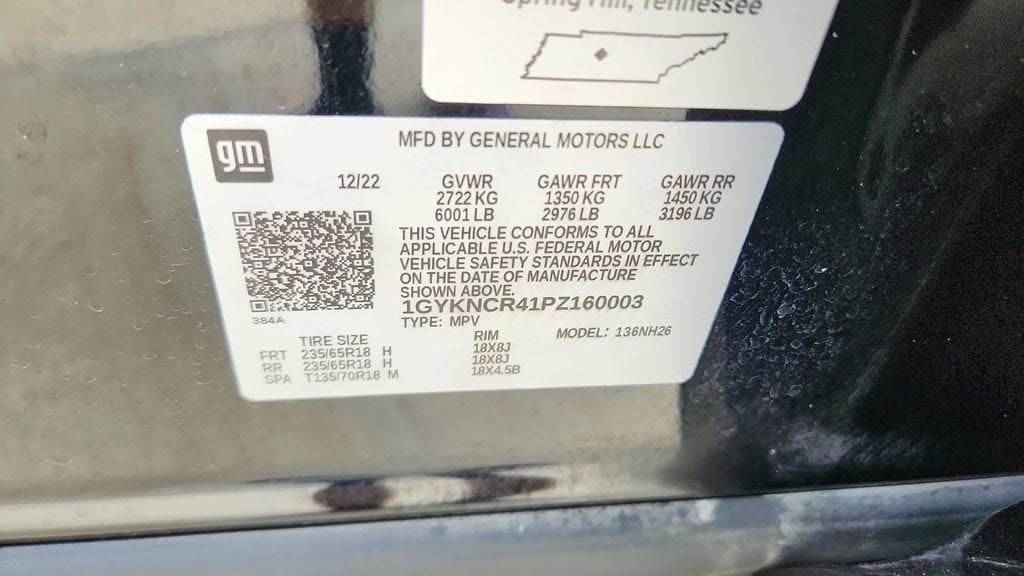 Spring Hill, Tennessee
gm
MFD BY GENERAL MOTORS LLC
12/22 GVWR GAWR FRT GAWR RR
2722 KG 1350 KG 1450 KG
6001 LB 2976 LB 3196 LB
THIS VEHICLE CONFORMS TO ALL
APPLICABLE U.S. FEDERAL MOTOR
VEHICLE SAFETY STANDARDS IN EFFECT
ON THE DATE OF MANUFACTURE
SHOWN ABOVE.
1GYKNCR41PZ160003
384A
TYPE: MPV MODEL: 136NH26
TIRE SIZE RIM
FRT 235/65R18 H 18X8J
RR 235/65R18 H 18X8J
SPA T135/70R18 M 18X4.5B